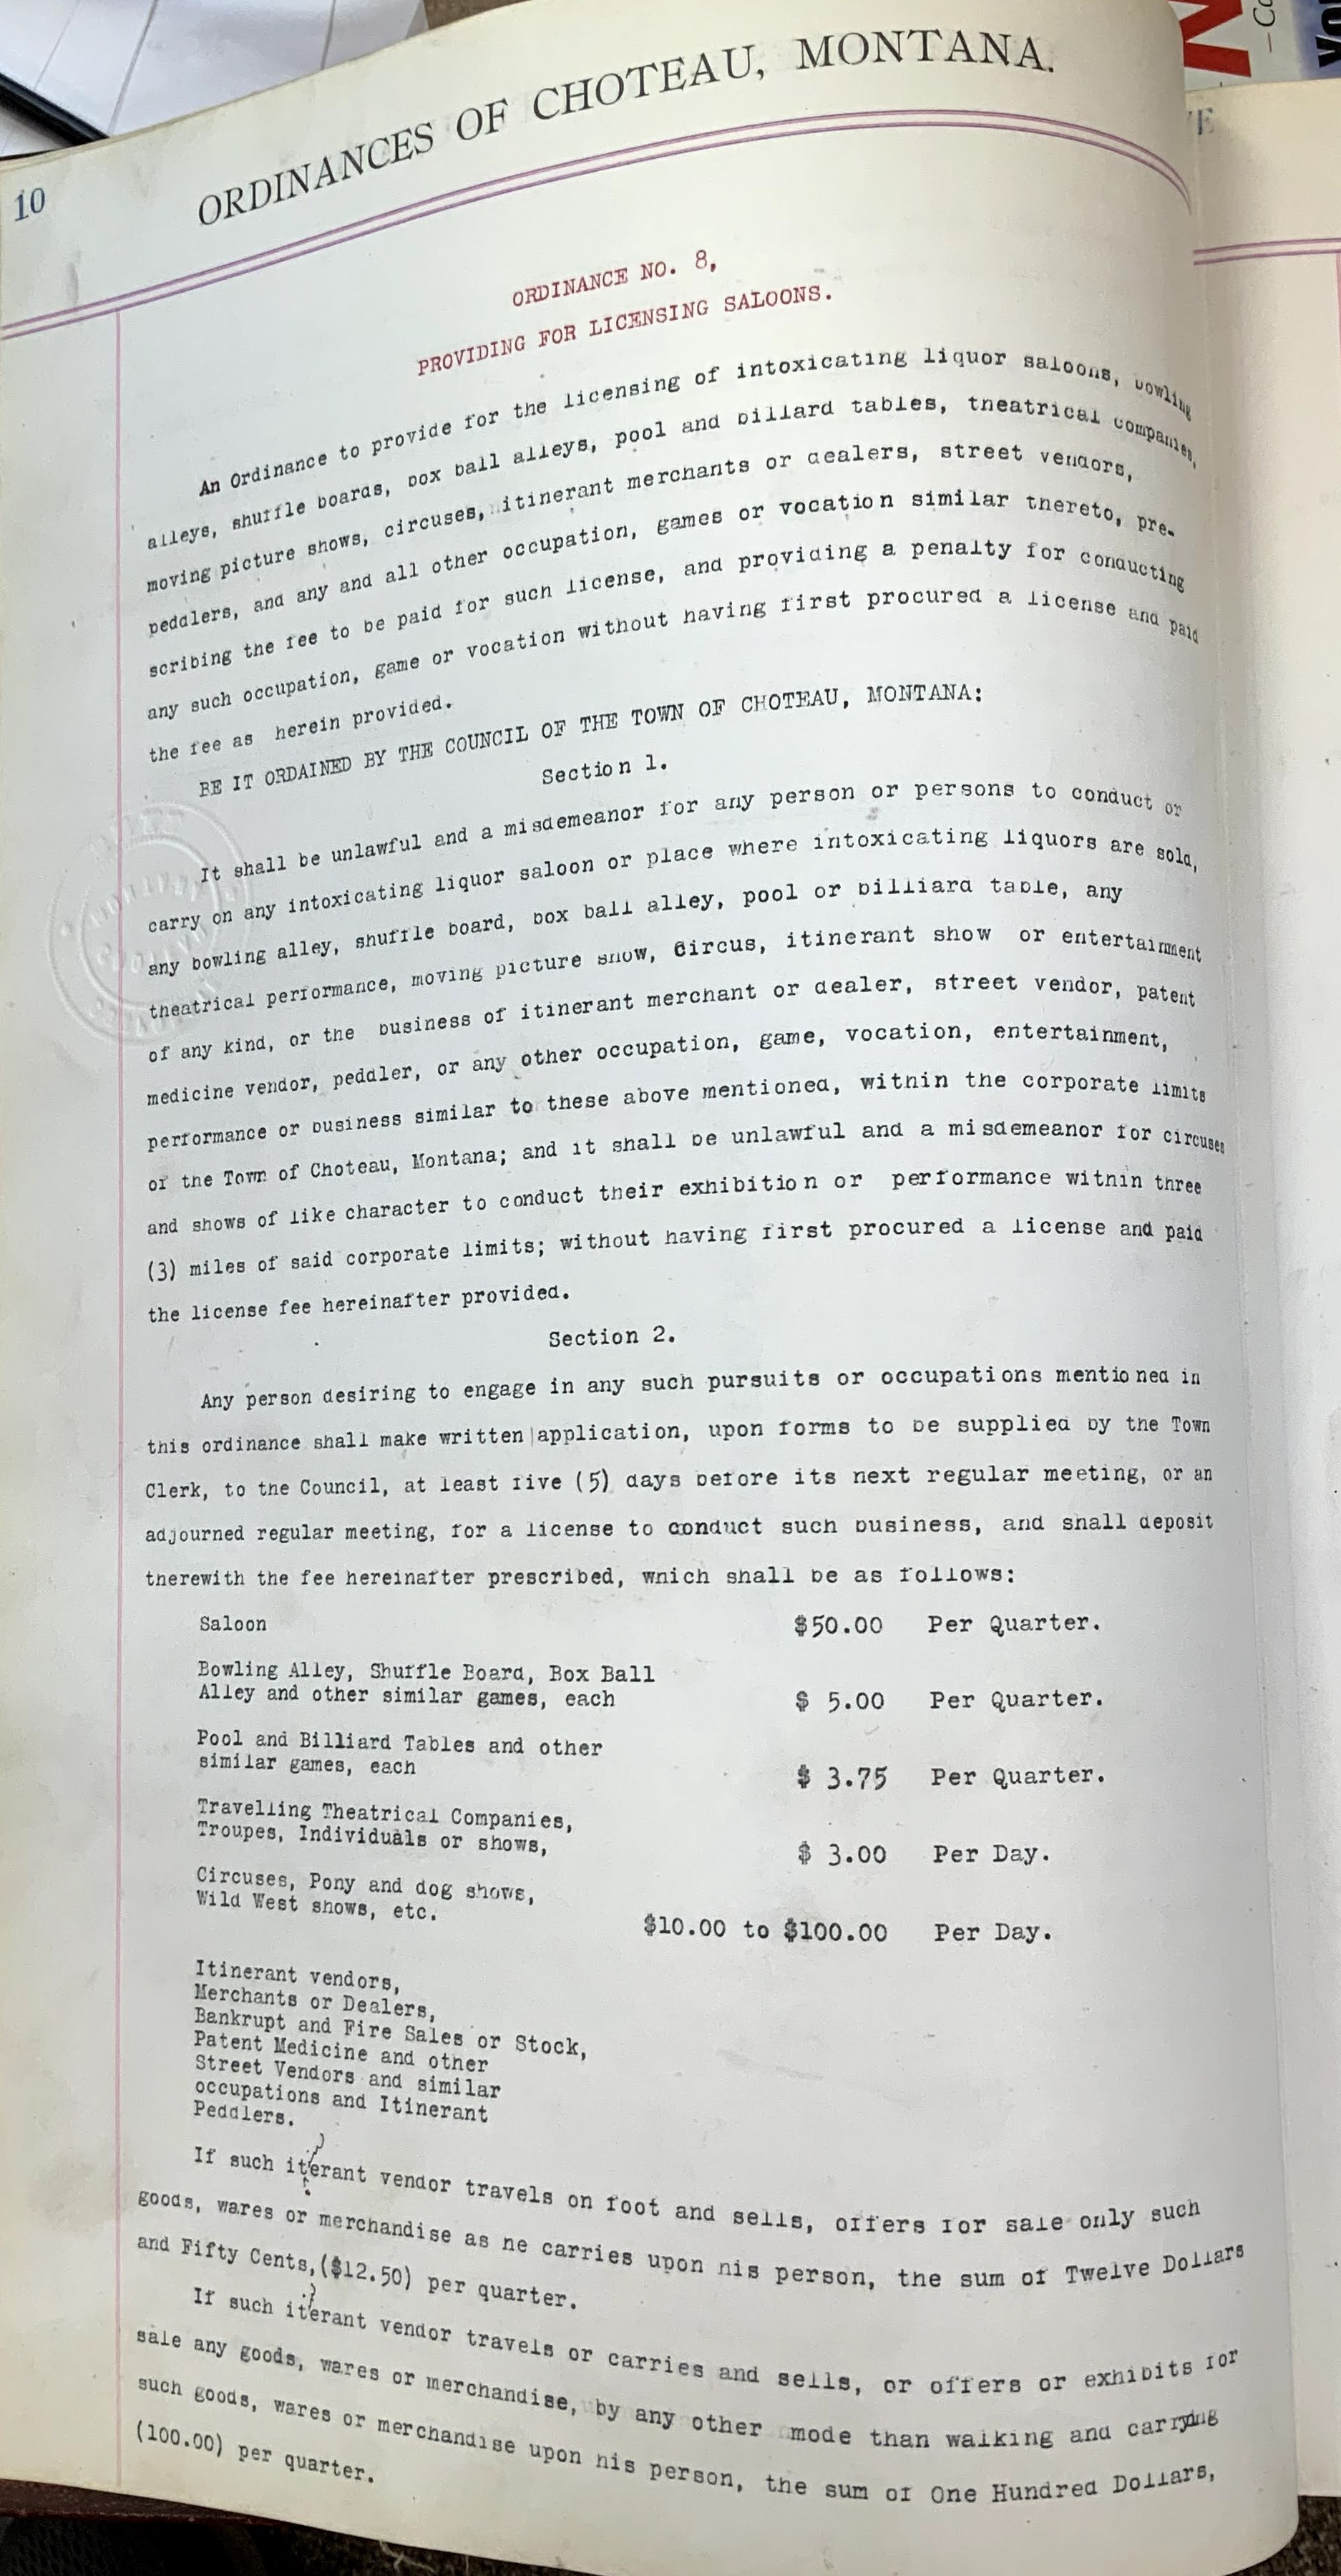 10
ORDINANCES OF CHOTEAU, MONTANA.
ORDINANCE NO. 8,
PROVIDING FOR LICENSING SALOONS.
An Ordinance to provide for the licensing of intoxicating liquor saloons, bowling
alleys, shuffle boards, box ball alleys, pool and billard tables, theatrical companies,
moving picture shows, circuses, itinerant merchants or dealers, street vendors,
peddlers, and any and all other occupation, games or vocation similar thereto, pre-
scribing the fee to be paid for such license, and providing a penalty for conducting
any such occupation, game or vocation without having first procured a license and paid
the fee as herein provided.
BE IT ORDAINED BY THE COUNCIL OF THE TOWN OF CHOTEAU, MONTANA:
Section 1.
It shall be unlawful and a misdemeanor for any person or persons to conduct or
carry on any intoxicating liquor saloon or place where intoxicating liquors are sold,
any bowling alley, shuffle board, box ball alley, pool or billiard table, any
theatrical performance, moving picture show, Circus, itinerant show or entertainment
of any kind, or the business of itinerant merchant or dealer, street vendor, patent
medicine vendor, peddler, or any other occupation, game, vocation, entertainment,
performance or business similar to these above mentioned, within the corporate limits
of the Town of Choteau, Montana; and it shall be unlawful and a misdemeanor for circuses
and shows of like character to conduct their exhibition or performance within three
(3) miles of said corporate limits; without having first procured a license and paid
the license fee hereinafter provided.
Section 2.
Any person desiring to engage in any such pursuits or occupations mentioned in
this ordinance shall make written application, upon forms to be supplied by the Town
Clerk, to the Council, at least five (5) days before its next regular meeting, or an
adjourned regular meeting, for a license to conduct such business, and shall deposit
therewith the fee hereinafter prescribed, which shall be as follows:
Saloon $50.00 Per Quarter.
Bowling Alley, Shuffle Board, Box Ball
Alley and other similar games, each $ 5.00 Per Quarter.
Pool and Billiard Tables and other
similar games, each $ 3.75 Per Quarter.
Travelling Theatrical Companies,
Troupes, Individuals or shows, $ 3.00 Per Day.
Circuses, Pony and dog shows,
Wild West shows, etc. $10.00 to $100.00 Per Day.
Itinerant vendors,
Merchants or Dealers,
Bankrupt and Fire Sales or Stock,
Patent Medicine and other
Street Vendors and similar
occupations and Itinerant
Peddlers.
If such iterant vendor travels on foot and sells, offers for sale only such
goods, wares or merchandise as he carries upon his person, the sum of Twelve Dollars
and Fifty Cents, ($12.50) per quarter.
If such iterant vendor travels or carries and sells, or offers or exhibits for
sale any goods, wares or merchandise, by any other mode than walking and carrying
such goods, wares or merchandise upon his person, the sum of One Hundred Dollars,
(100.00) per quarter.